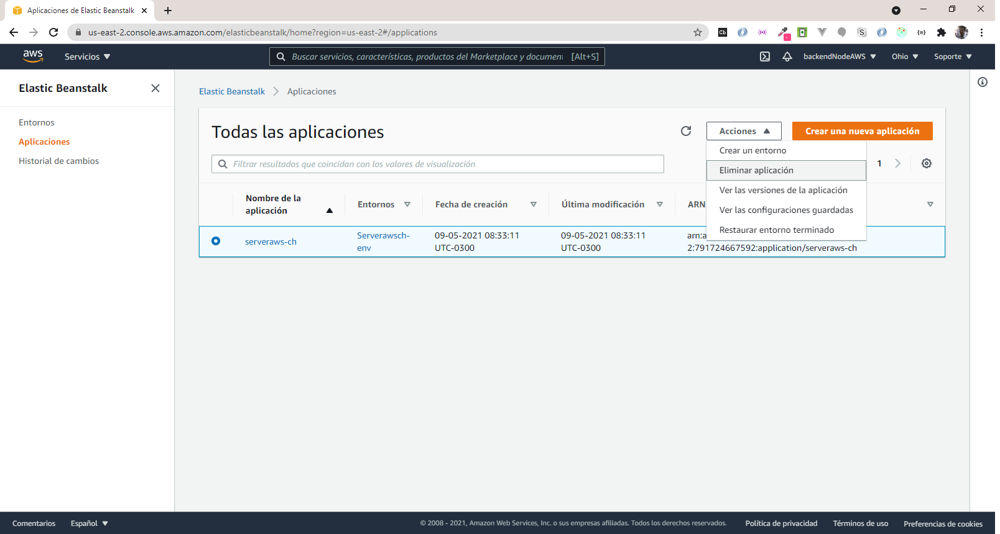 Aplicaciones de Elastic Beanstalk
us-east-2.console.aws.amazon.com/elasticbeanstalk/home?region=us-east-2#/applications
aws
Servicios
Buscar servicios, características, productos del Marketplace y documen
[Alt+S]
backendNodeAWS
Ohio
Soporte
Elastic Beanstalk
Entornos
Aplicaciones
Historial de cambios
Elastic Beanstalk
Aplicaciones
Todas las aplicaciones
Acciones
Crear una nueva aplicación
Crear un entorno
Eliminar aplicación
Ver las versiones de la aplicación
Ver las configuraciones guardadas
Restaurar entorno terminado
Filtrar resultados que coincidan con los valores de visualización
1
Nombre de la
aplicación
Entornos
Fecha de creación
Última modificación
ARN
serveraws-ch
Serverawsch-
env
09-05-2021 08:33:11
UTC-0300
09-05-2021 08:33:11
UTC-0300
arn:a
2:791724667592:application/serveraws-ch
Comentarios
Español
© 2008 - 2021, Amazon Web Services, Inc. o sus empresas afiliadas. Todos los derechos reservados.
Política de privacidad
Términos de uso
Preferencias de cookies